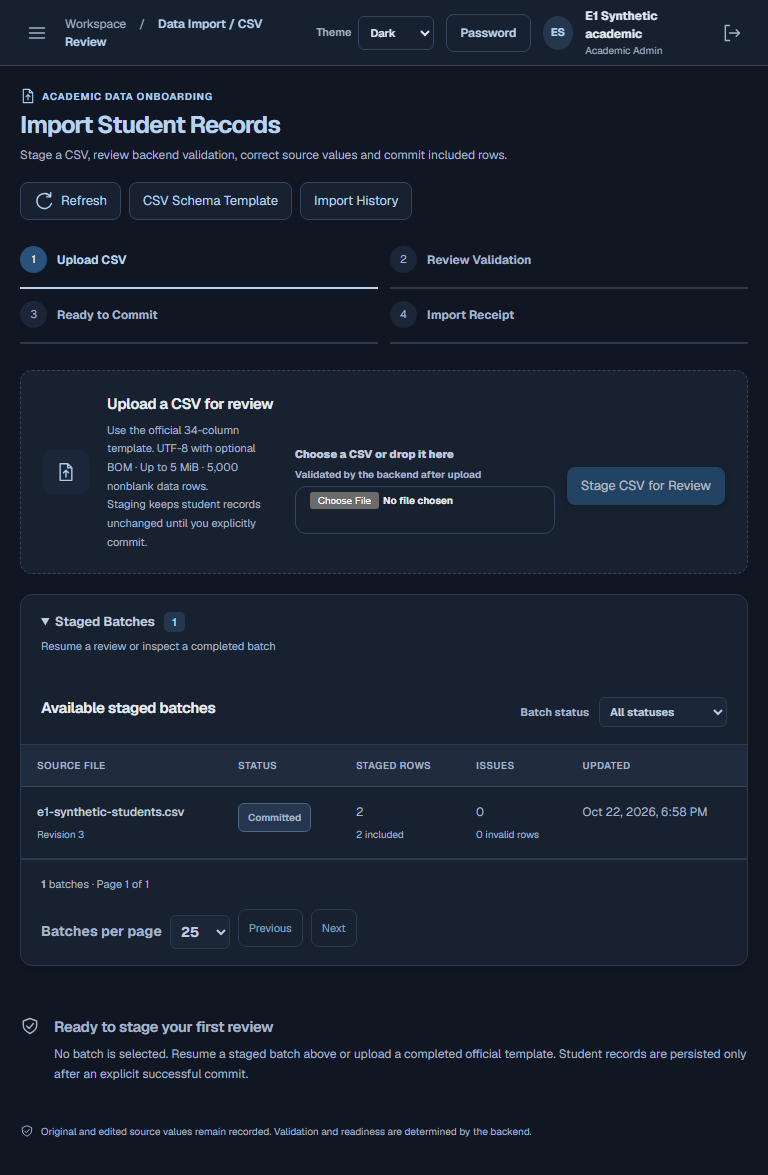 Workspace / Data Import / CSV
Review
Theme Dark Password ES E1 Synthetic
academic
Academic Admin
ACADEMIC DATA ONBOARDING
Import Student Records
Stage a CSV, review backend validation, correct source values and commit included rows.
Refresh CSV Schema Template Import History
1 Upload CSV 2 Review Validation
3 Ready to Commit 4 Import Receipt
Upload a CSV for review
Use the official 34-column
template. UTF-8 with optional
BOM · Up to 5 MiB · 5,000
nonblank data rows.
Staging keeps student records
unchanged until you explicitly
commit.
Choose a CSV or drop it here
Validated by the backend after upload
Choose File No file chosen
Stage CSV for Review
Staged Batches 1
Resume a review or inspect a completed batch
Available staged batches Batch status All statuses
SOURCE FILE STATUS STAGED ROWS ISSUES UPDATED
e1-synthetic-students.csv Committed 2 0 Oct 22, 2026, 6:58 PM
Revision 3 2 included 0 invalid rows
1 batches · Page 1 of 1
Batches per page 25 Previous Next
Ready to stage your first review
No batch is selected. Resume a staged batch above or upload a completed official template. Student records are persisted only
after an explicit successful commit.
Original and edited source values remain recorded. Validation and readiness are determined by the backend.